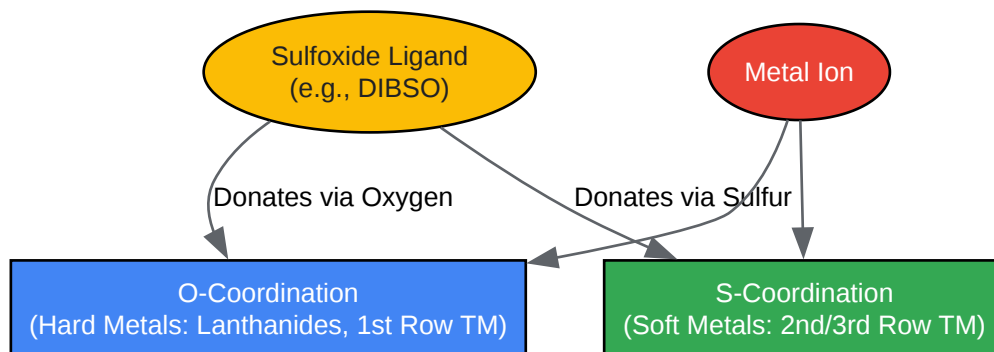 Sulfoxide Ligand
(e.g., DIBSO)
Metal Ion
Donates via Oxygen
Donates via Sulfur
O-Coordination
(Hard Metals: Lanthanides, 1st Row TM)
S-Coordination
(Soft Metals: 2nd/3rd Row TM)